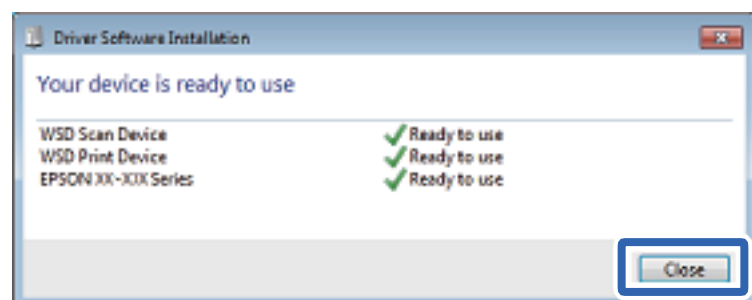 Driver Software Installation
Your device is ready to use
WSD Scan Device Ready to use
WSD Print Device Ready to use
EPSON XX-XXX Series Ready to use
Close